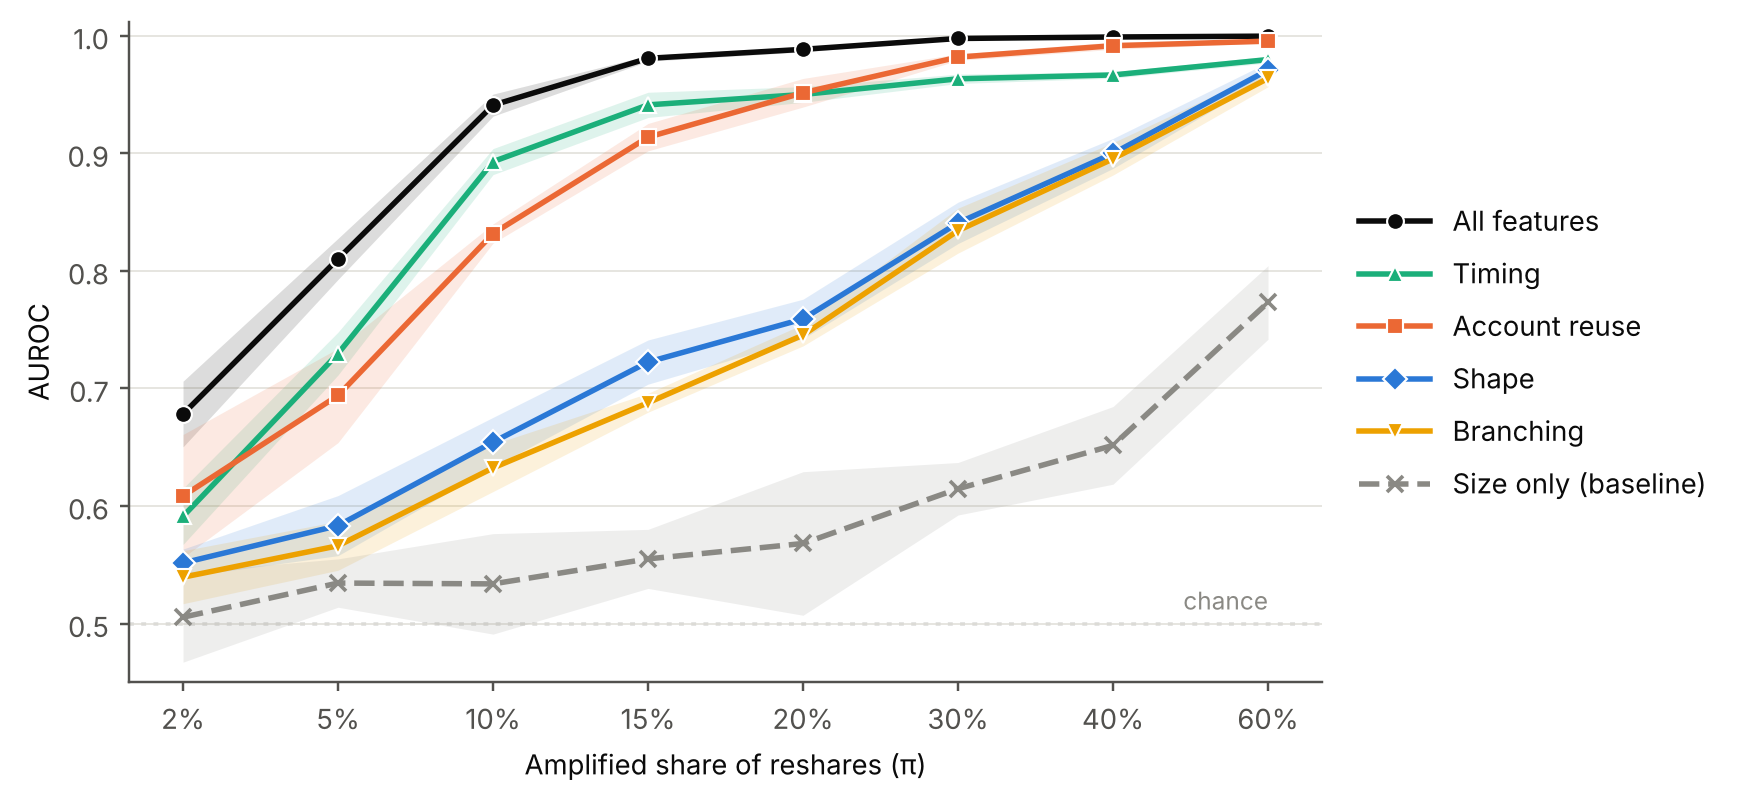 1.0
0.9
0.8
0.7
0.6
0.5
AUROC
chance
2% 5% 10% 15% 20% 30% 40% 60%
Amplified share of reshares (π)
All features
Timing
Account reuse
Shape
Branching
Size only (baseline)